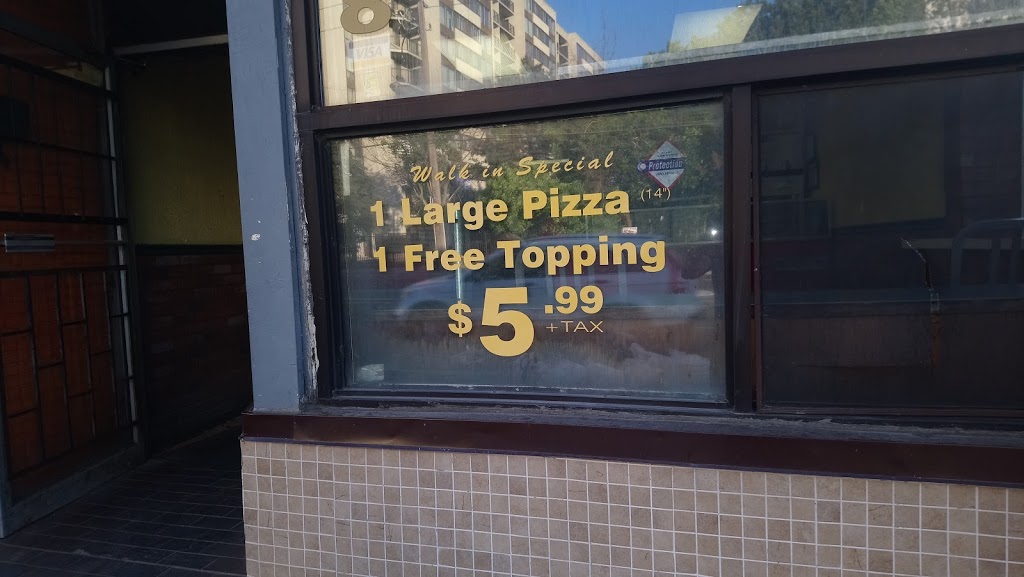 8
VISA
Walk in Special
Protection
1 Large Pizza (14")
1 Free Topping
$5.99
+TAX